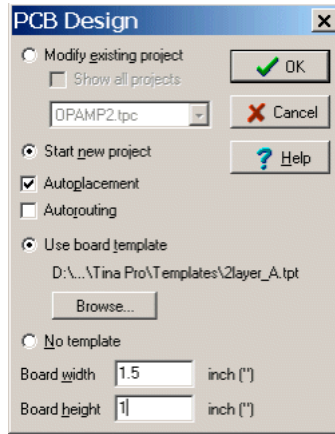 PCB Design
Modify existing project
Show all projects
OPAMP2.tpc
OK
Cancel
Help
Start new project
Autoplacement
Autorouting
Use board template
D:\...\Tina Pro\Templates\2layer_A.tpt
Browse...
No template
Board width 1.5 inch (")
Board height 1 inch (")